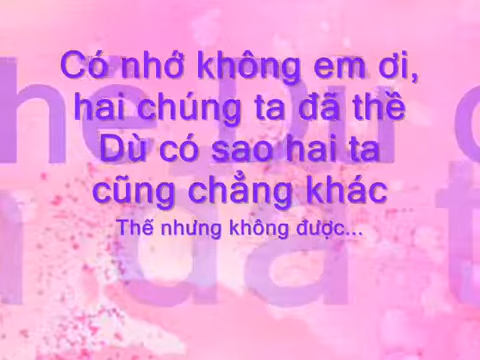 Có nhớ không em ơi,
hai chúng ta đã thề
Dù có sao hai ta
cũng chẳng khác
Thế nhưng không được...